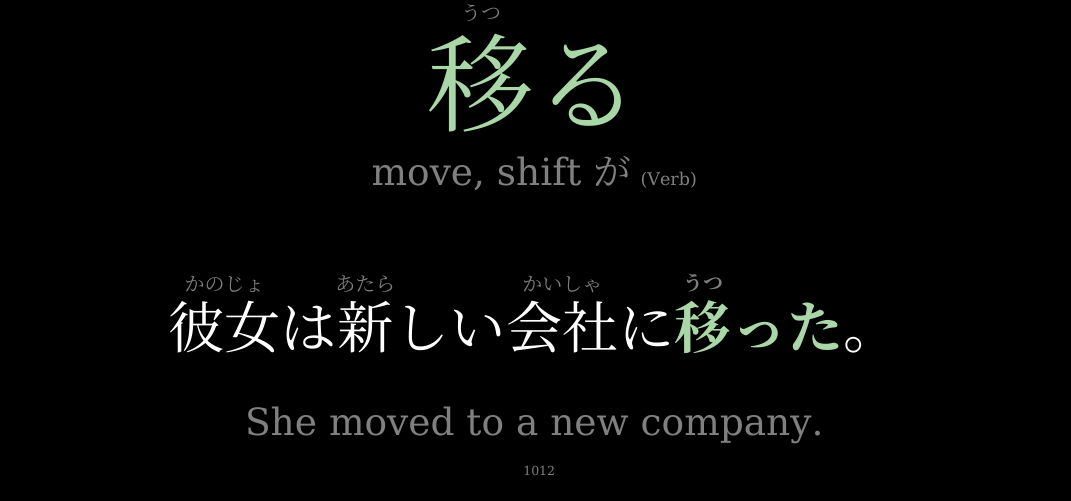 うつ
移る
move, shift が (Verb)
かのじょ あたら かいしゃ うつ
彼女は新しい会社に移った。
She moved to a new company.
1012